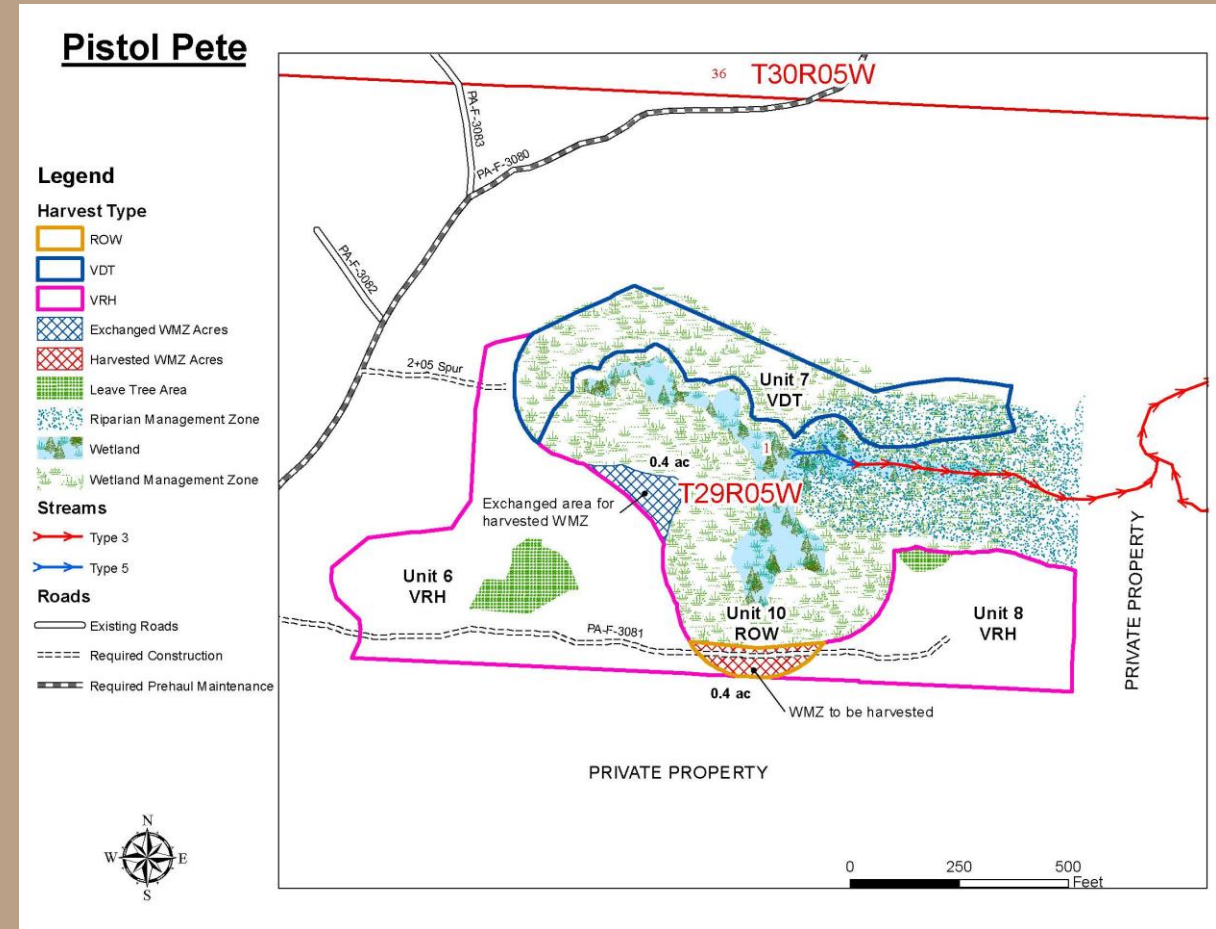 Pistol Pete
Legend
Harvest Type
ROW
VDT
VRH
Exchanged WMZ Acres
Harvested WMZ Acres
Leave Tree Area
Riparian Management Zone
Wetland
Wetland Management Zone
Streams
Type 3
Type 5
Roads
Existing Roads
Required Construction
Required Prehaul Maintenance
N
W
E
S
36
T30R05W
PA-F-3083
PA-F-3080
PA-F-3082
2+05 Spur
Unit 7
VDT
1
0.4 ac
T29R05W
Exchanged area for
harvested WMZ
Unit 6
VRH
Unit 10
ROW
Unit 8
VRH
PA-F-3081
0.4 ac
WMZ to be harvested
PRIVATE PROPERTY
PRIVATE PROPERTY
0
250
500
Feet